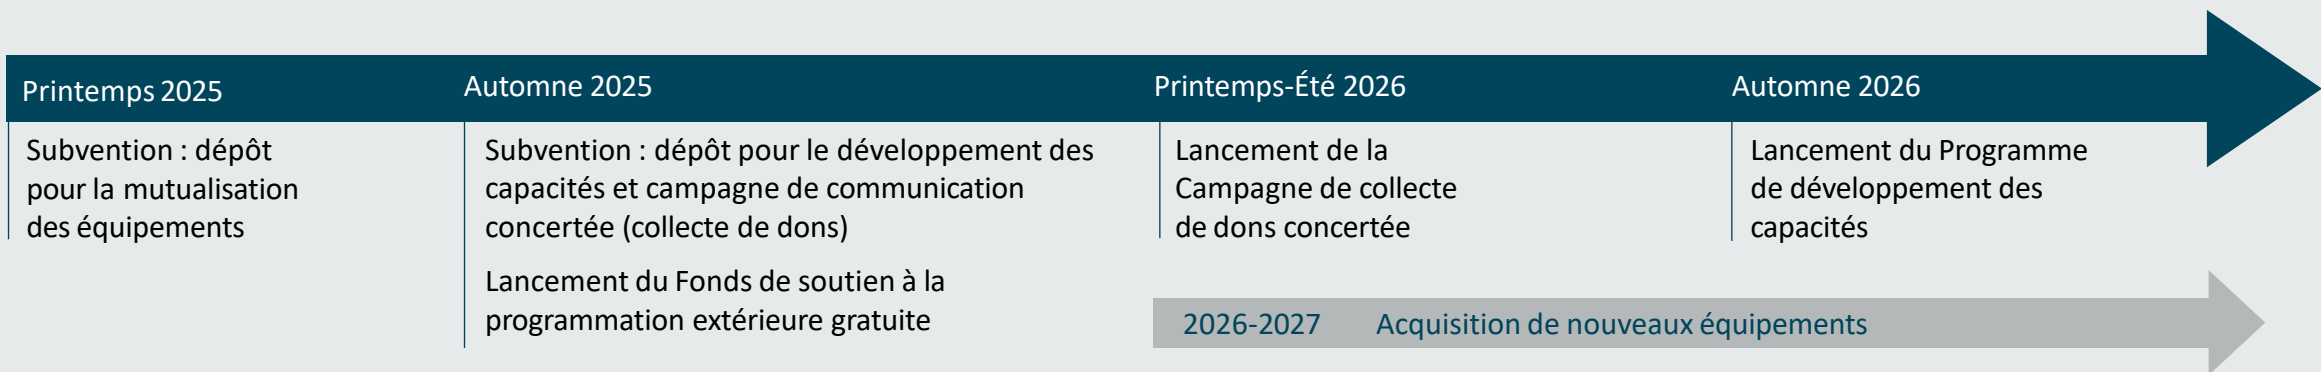 Printemps 2025
Subvention : dépôt
pour la mutualisation
des équipements
Automne 2025
Subvention : dépôt pour le développement des
capacités et campagne de communication
concertée (collecte de dons)
Lancement du Fonds de soutien à la
programmation extérieure gratuite
Printemps-Été 2026
Lancement de la
Campagne de collecte
de dons concertée
Automne 2026
Lancement du Programme
de développement des
capacités
2026-2027 Acquisition de nouveaux équipements